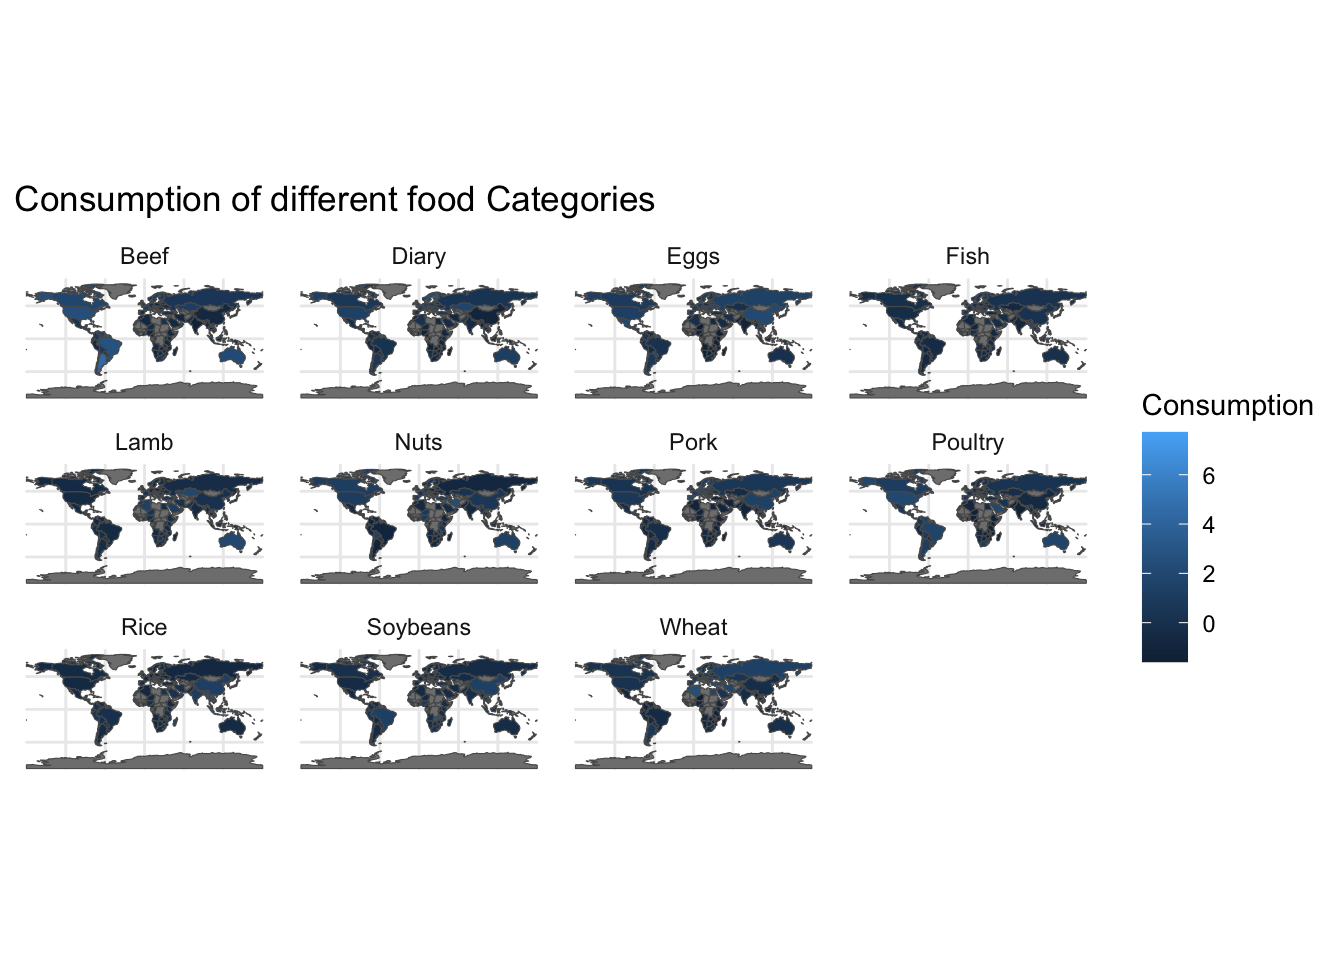 Consumption of different food Categories
Beef
Diary
Eggs
Fish
Lamb
Nuts
Pork
Poultry
Rice
Soybeans
Wheat
Consumption
6
4
2
0